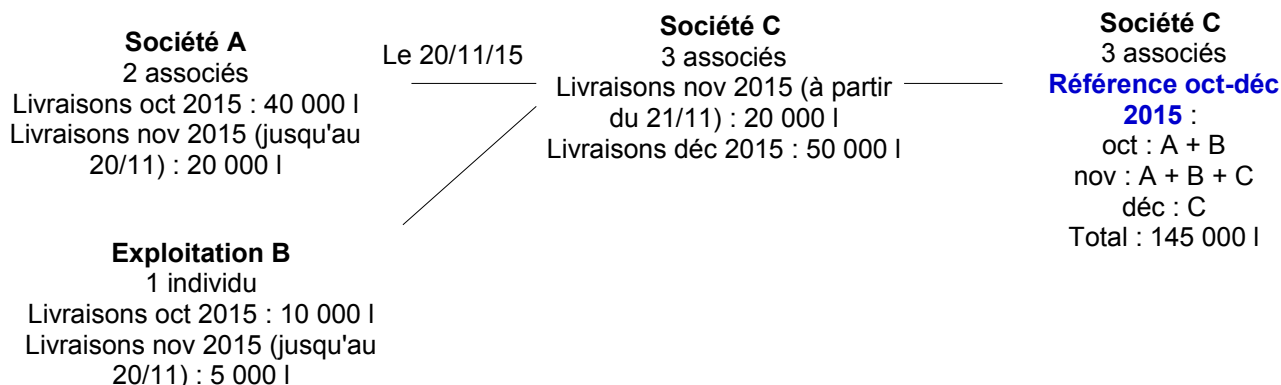 Société A
2 associés
Livraisons oct 2015 : 40 000 l
Livraisons nov 2015 (jusqu'au
20/11) : 20 000 l
Exploitation B
1 individu
Livraisons oct 2015 : 10 000 l
Livraisons nov 2015 (jusqu'au
20/11) : 5 000 l
Le 20/11/15
Société C
3 associés
Livraisons nov 2015 (à partir
du 21/11) : 20 000 l
Livraisons déc 2015 : 50 000 l
Société C
3 associés
Référence oct-déc
2015 :
oct : A + B
nov : A + B + C
déc : C
Total : 145 000 l